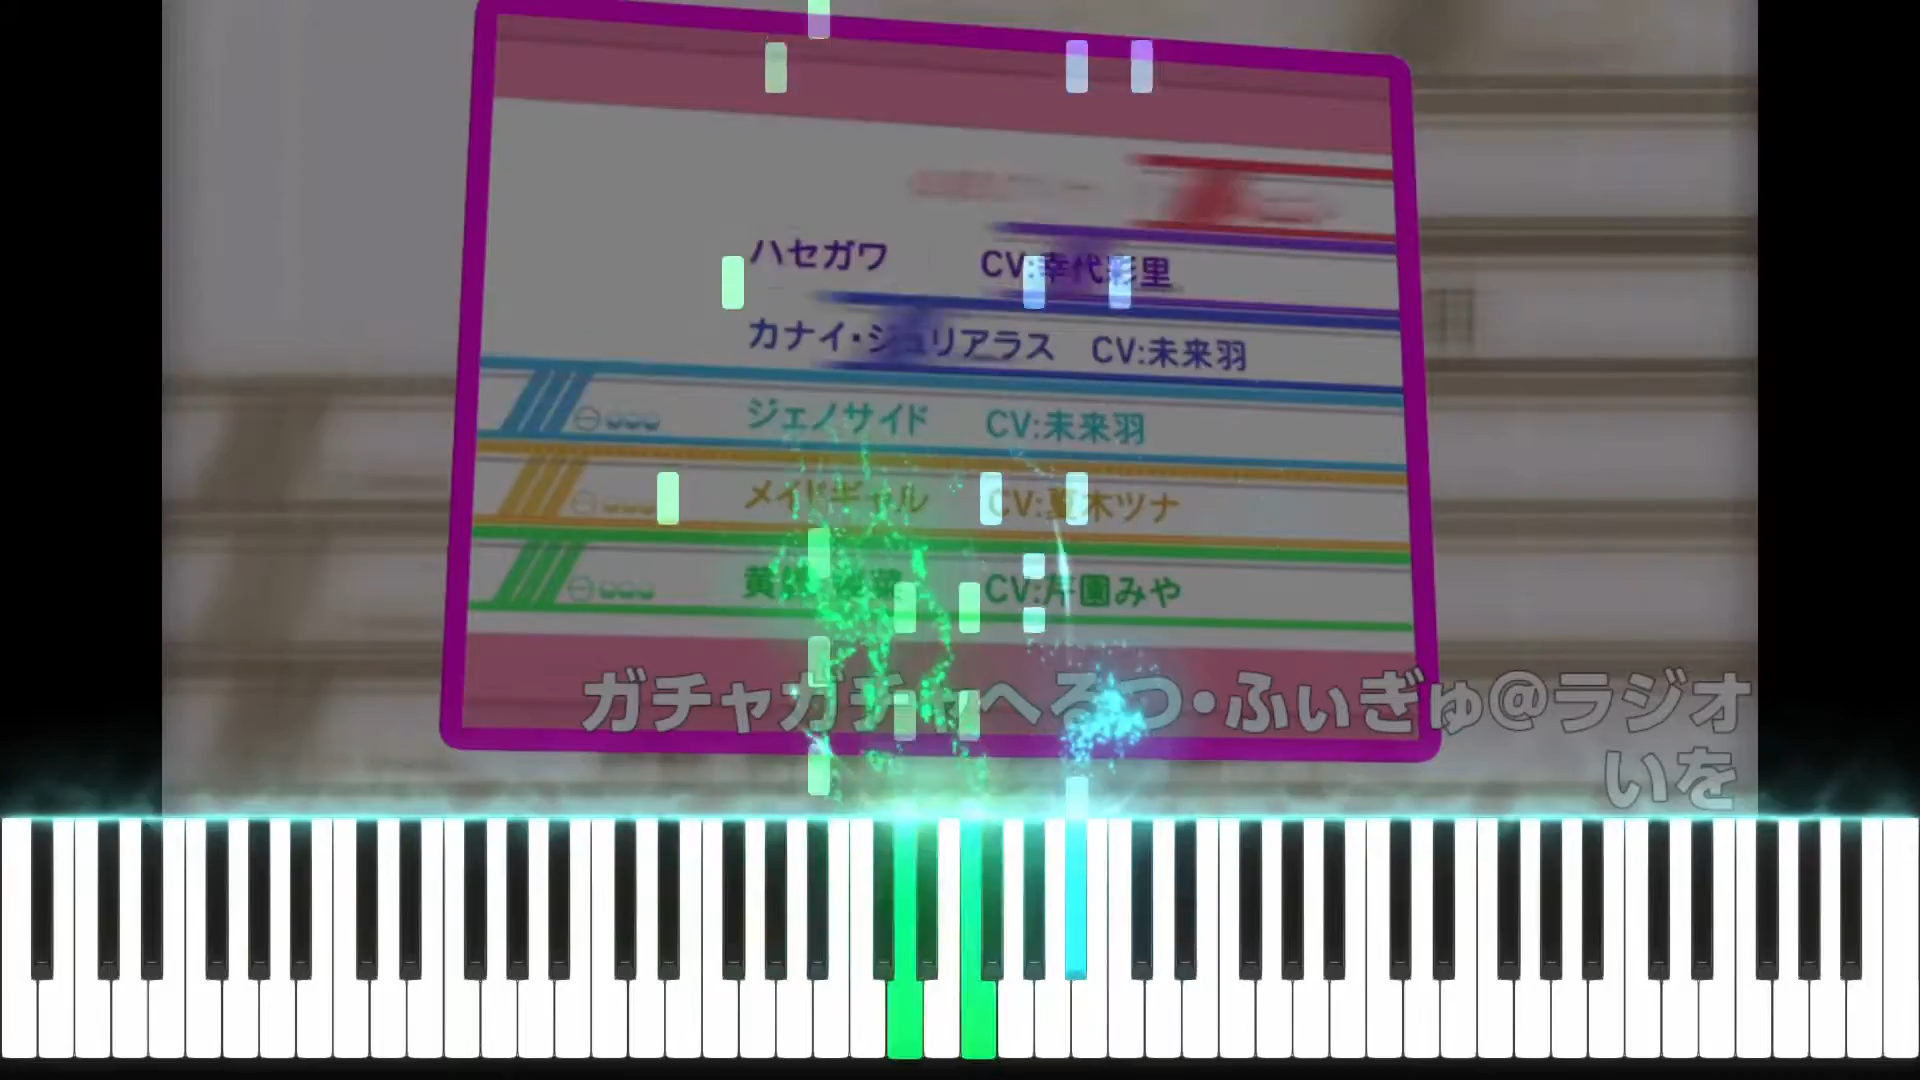 ハセガワ CV:幸代彩里
カナイ・ジュリアラス CV:未来羽
ジェノサイド CV:未来羽
メイドギャル CV:夏木ツナ
CV:芹園みや
ガチャガチャへるつ・ふぃぎゅ@ラジオ
いを